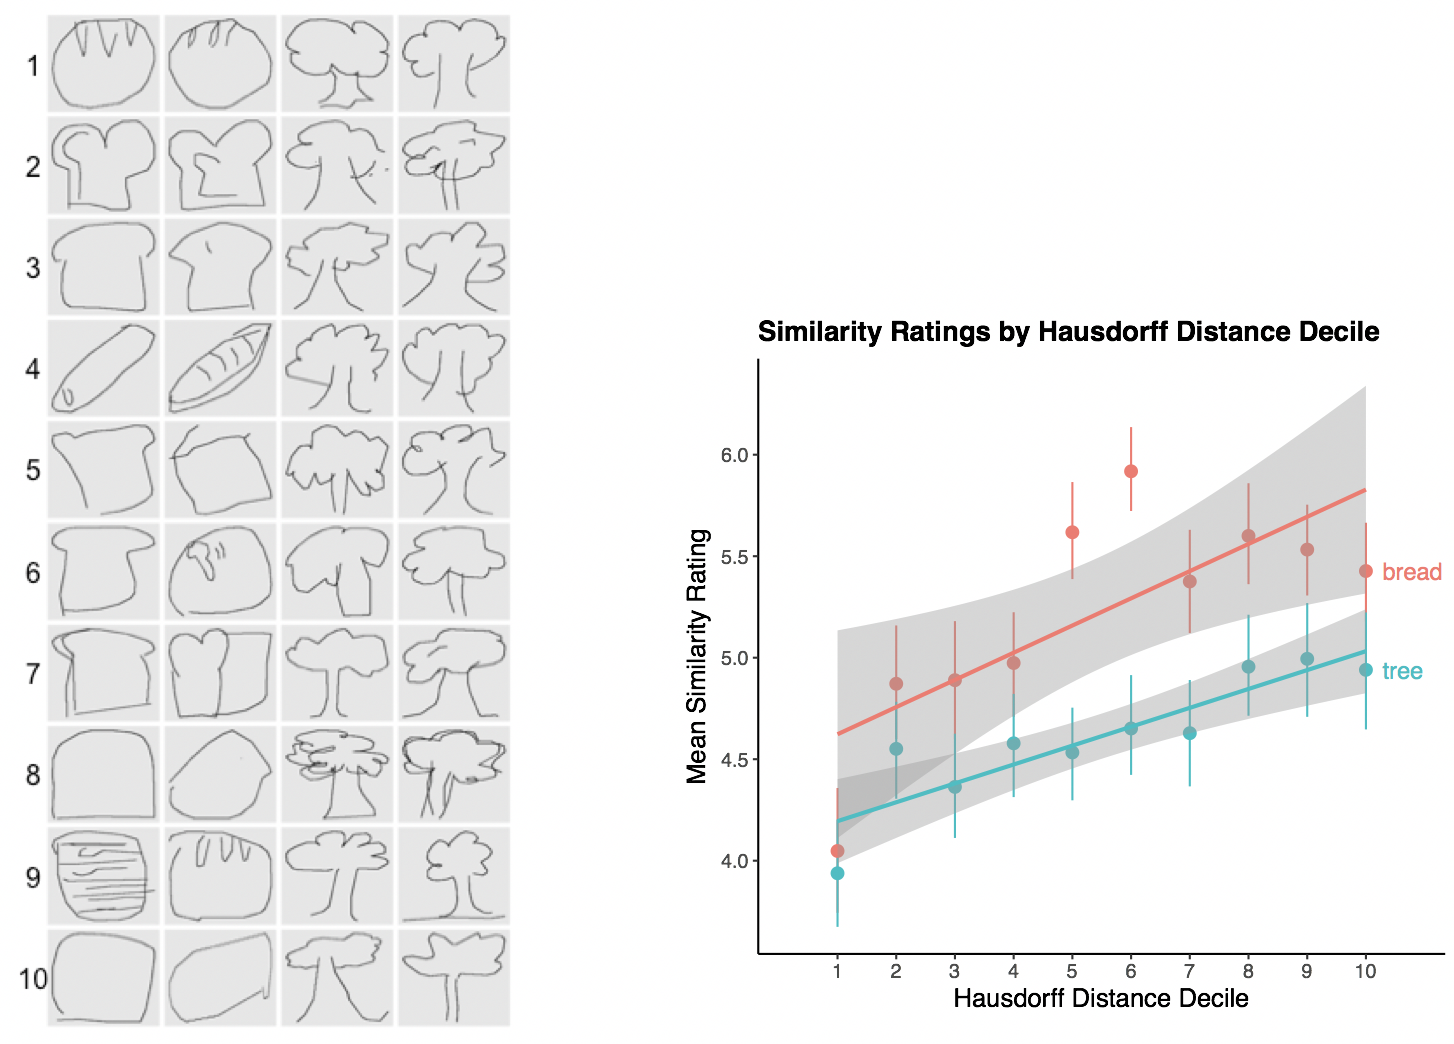 1
2
3
4
5
6
7
8
9
10
Similarity Ratings by Hausdorff Distance Decile
Mean Similarity Rating
6.0
5.5
5.0
4.5
4.0
bread
tree
1 2 3 4 5 6 7 8 9 10
Hausdorff Distance Decile